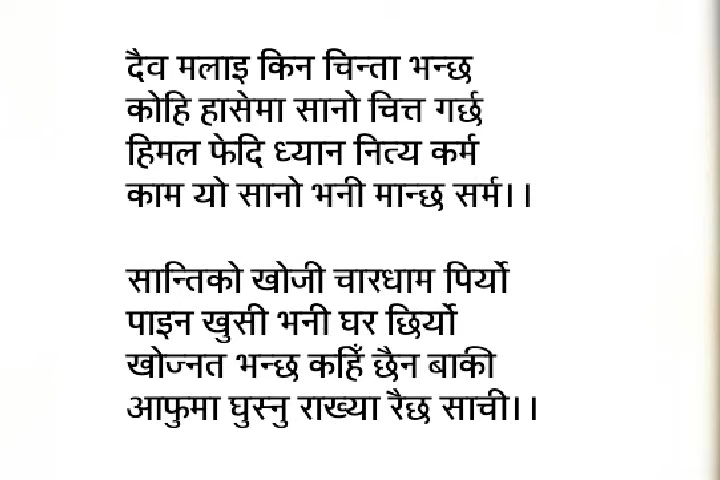 दैव मलाइ किन चिन्ता भन्छ
कोहि हासेमा सानो चित्त गर्छ
हिमल फेदि ध्यान नित्य कर्म
काम यो सानो भनी मान्छ सर्म।।
सान्तिको खोजी चारधाम पिर्यो
पाइन खुसी भनी घर छिर्यो
खोज्नत भन्छ कहिँ छैन बाकी
आफुमा घुस्नु राख्या रैछ साची।।